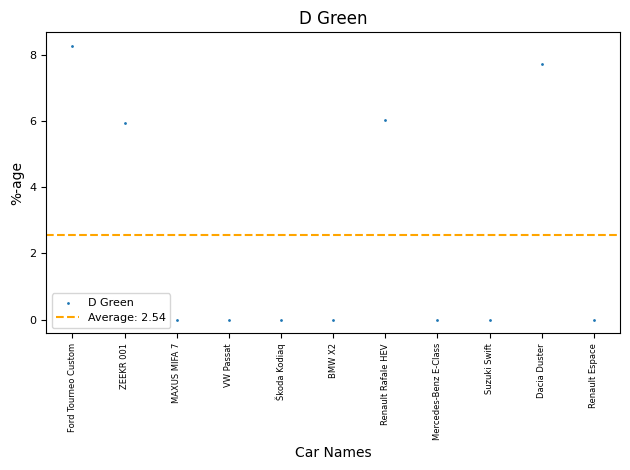 D Green
%-age
8
6
4
2
0
D Green
Average: 2.54
Ford Tourneo Custom
ZEEKR 001
MAXUS MIFA 7
VW Passat
Škoda Kodiaq
BMW X2
Renault Rafale HEV
Mercedes-Benz E-Class
Suzuki Swift
Dacia Duster
Renault Espace
Car Names